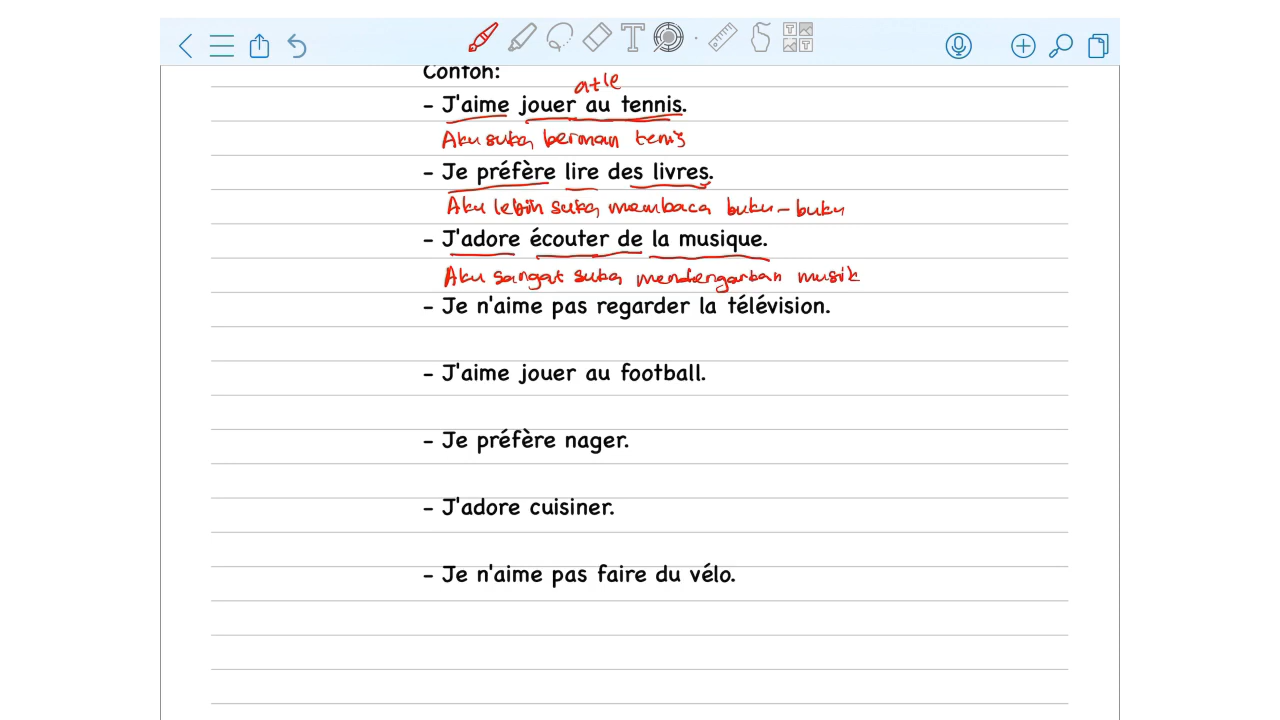 Contoh:
à+le
- J'aime jouer au tennis.
Aku suka bermain tenis
- Je préfère lire des livres.
Aku lebih suka membaca buku-buku
- J'adore écouter de la musique.
Aku sangat suka mendengarkan musik
- Je n'aime pas regarder la télévision.
- J'aime jouer au football.
- Je préfère nager.
- J'adore cuisiner.
- Je n'aime pas faire du vélo.